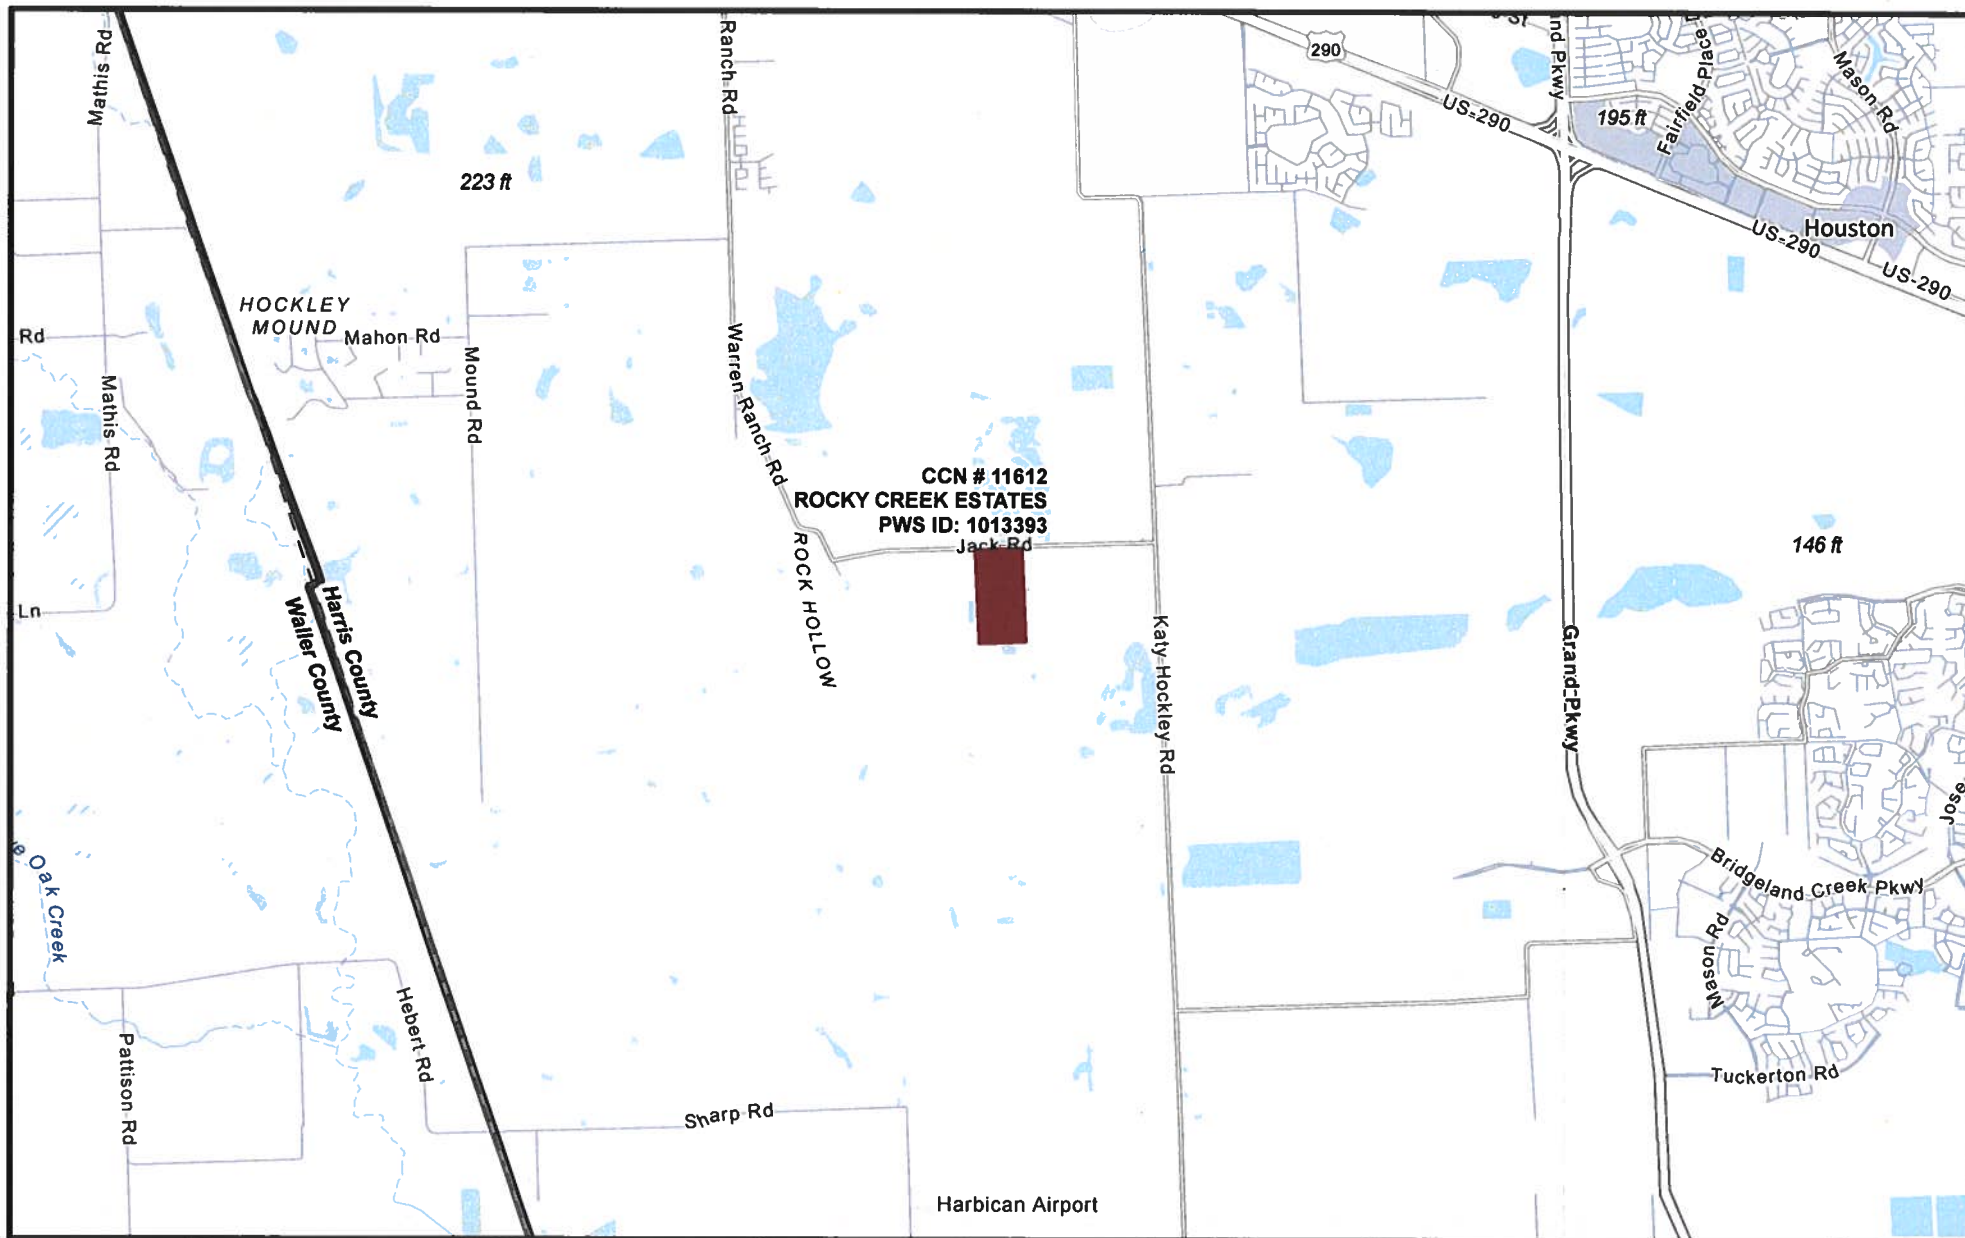 Mathis Rd
Ranch Rd
290
US-290
nd Pkwy
195 ft
Fairfield Place
Mason Rd
223 ft
Houston
US-290
US-290
HOCKLEY
MOUND
Mahon Rd
Rd
Mathis Rd
Mound Rd
Warren Ranch Rd
CCN # 11612
ROCKY CREEK ESTATES
PWS ID: 1013393
Jack Rd
ROCK HOLLOW
146 ft
Ln
Harris County
Waller County
Katy Hockley Rd
Grand Pkwy
Jose
Oak Creek
Bridgeland Creek Pkwy
Mason Rd
Hebert Rd
Pattison Rd
Tuckerton Rd
Sharp Rd
Harbican Airport